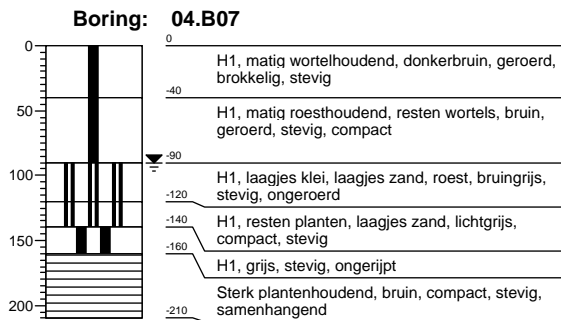 Boring: 04.B07
0
50
100
150
200
0
H1, matig wortelhoudend, donkerbruin, geroerd,
brokkelig, stevig
-40
H1, matig roesthoudend, resten wortels, bruin,
geroerd, stevig, compact
-90
H1, laagjes klei, laagjes zand, roest, bruingrijs,
stevig, ongeroerd
-120
H1, resten planten, laagjes zand, lichtgrijs,
compact, stevig
-140
H1, grijs, stevig, ongerijpt
-160
Sterk plantenhoudend, bruin, compact, stevig,
samenhangend
-210